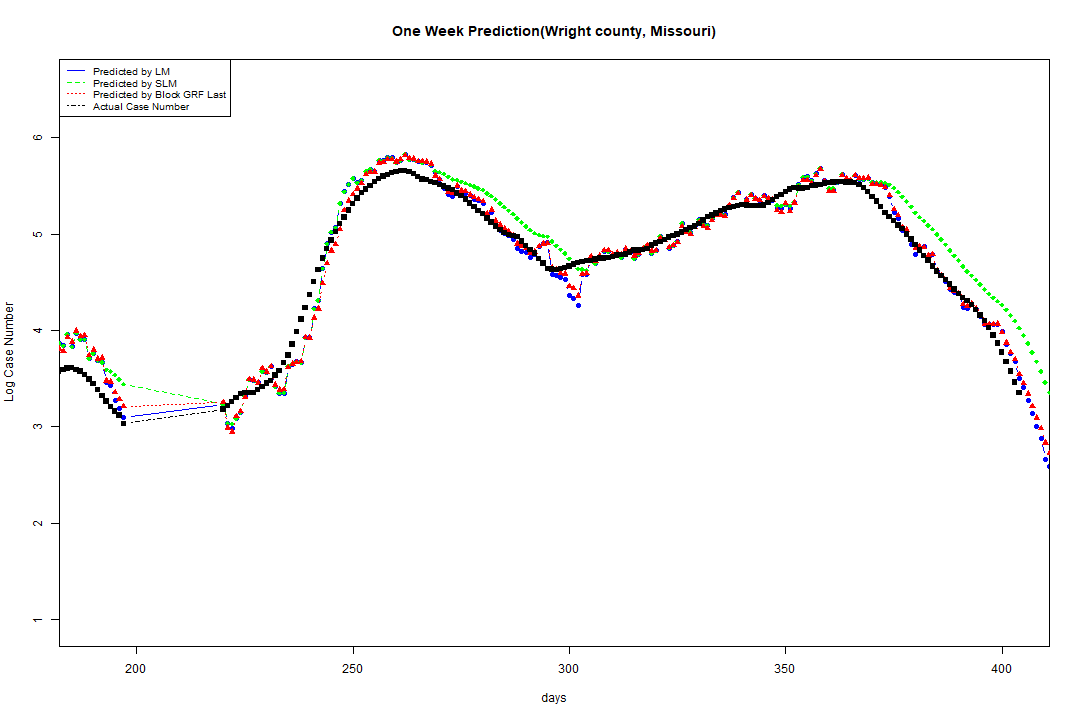 One Week Prediction(Wright county, Missouri)
Predicted by LM
Predicted by SLM
Predicted by Block GRF Last
Actual Case Number
Log Case Number
6
5
4
3
2
1
200 250 300 350 400
days